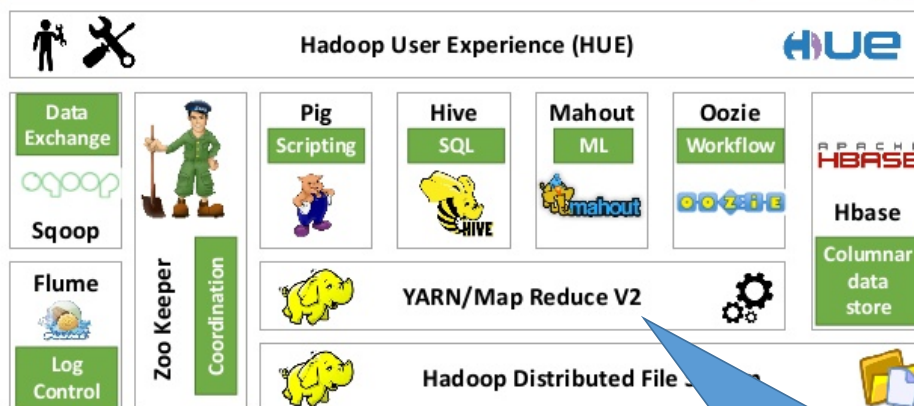 Hadoop User Experience (HUE)
HUE
Data
Exchange
sqoop
Sqoop
Flume
Log
Control
Zoo Keeper
Coordination
Pig
Scripting
Hive
SQL
HIVE
Mahout
ML
mahout
Oozie
Workflow
OOZIE
YARN/Map Reduce V2
Hadoop Distributed File
APACHE
HBASE
Hbase
Columnar
data
store